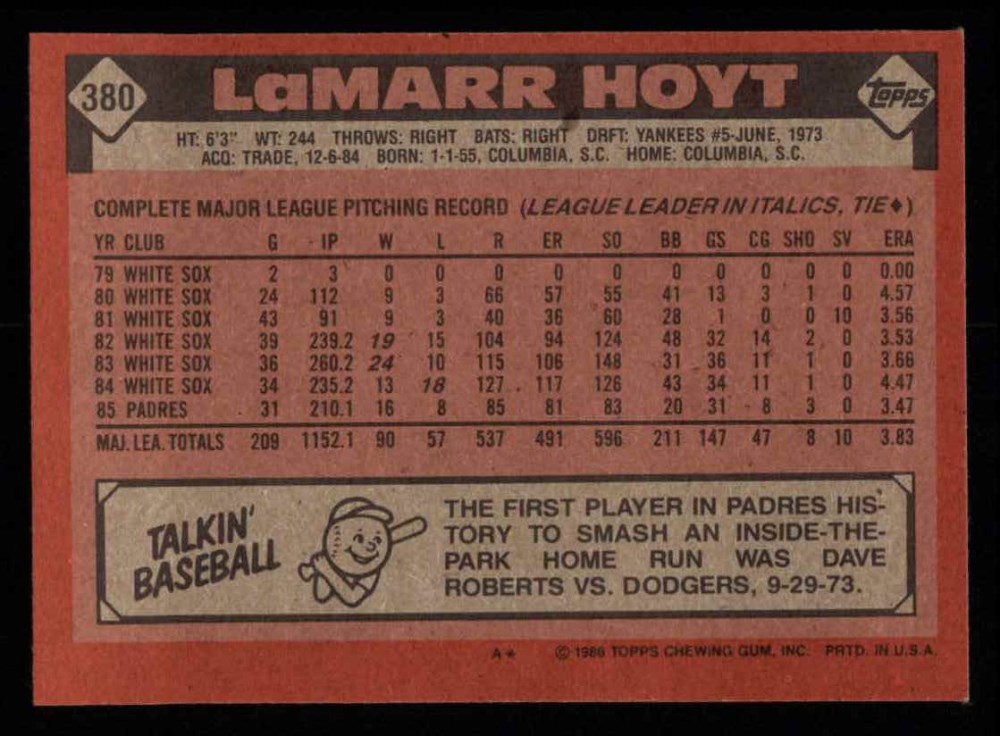 380
LaMARR HOYT
topps
HT: 6'3" WT: 244 THROWS: RIGHT BATS: RIGHT DRFT: YANKEES #5-JUNE, 1973
ACQ: TRADE, 12-6-84 BORN: 1-1-55, COLUMBIA, S.C. HOME: COLUMBIA, S.C.
COMPLETE MAJOR LEAGUE PITCHING RECORD (LEAGUE LEADER IN ITALICS, TIE♦)
YR CLUB G IP W L R ER SO BB GS CG SHO SV ERA
79 WHITE SOX 2 3 0 0 0 0 0 0 0 0 0 0 0.00
80 WHITE SOX 24 112 9 3 66 57 55 41 13 3 1 0 4.57
81 WHITE SOX 43 91 9 3 40 36 60 28 1 0 0 10 3.56
82 WHITE SOX 39 239.2 19 15 104 94 124 48 32 14 2 0 3.53
83 WHITE SOX 36 260.2 24 10 115 106 148 31 36 11 1 0 3.66
84 WHITE SOX 34 235.2 13 18 127 117 126 43 34 11 1 0 4.47
85 PADRES 31 210.1 16 8 85 81 83 20 31 8 3 0 3.47
MAJ. LEA. TOTALS 209 1152.1 90 57 537 491 596 211 147 47 8 10 3.83
TALKIN'
BASEBALL
THE FIRST PLAYER IN PADRES HIS-
TORY TO SMASH AN INSIDE-THE-
PARK HOME RUN WAS DAVE
ROBERTS VS. DODGERS, 9-29-73.
A* © 1986 TOPPS CHEWING GUM, INC. PRTD. IN U.S.A.